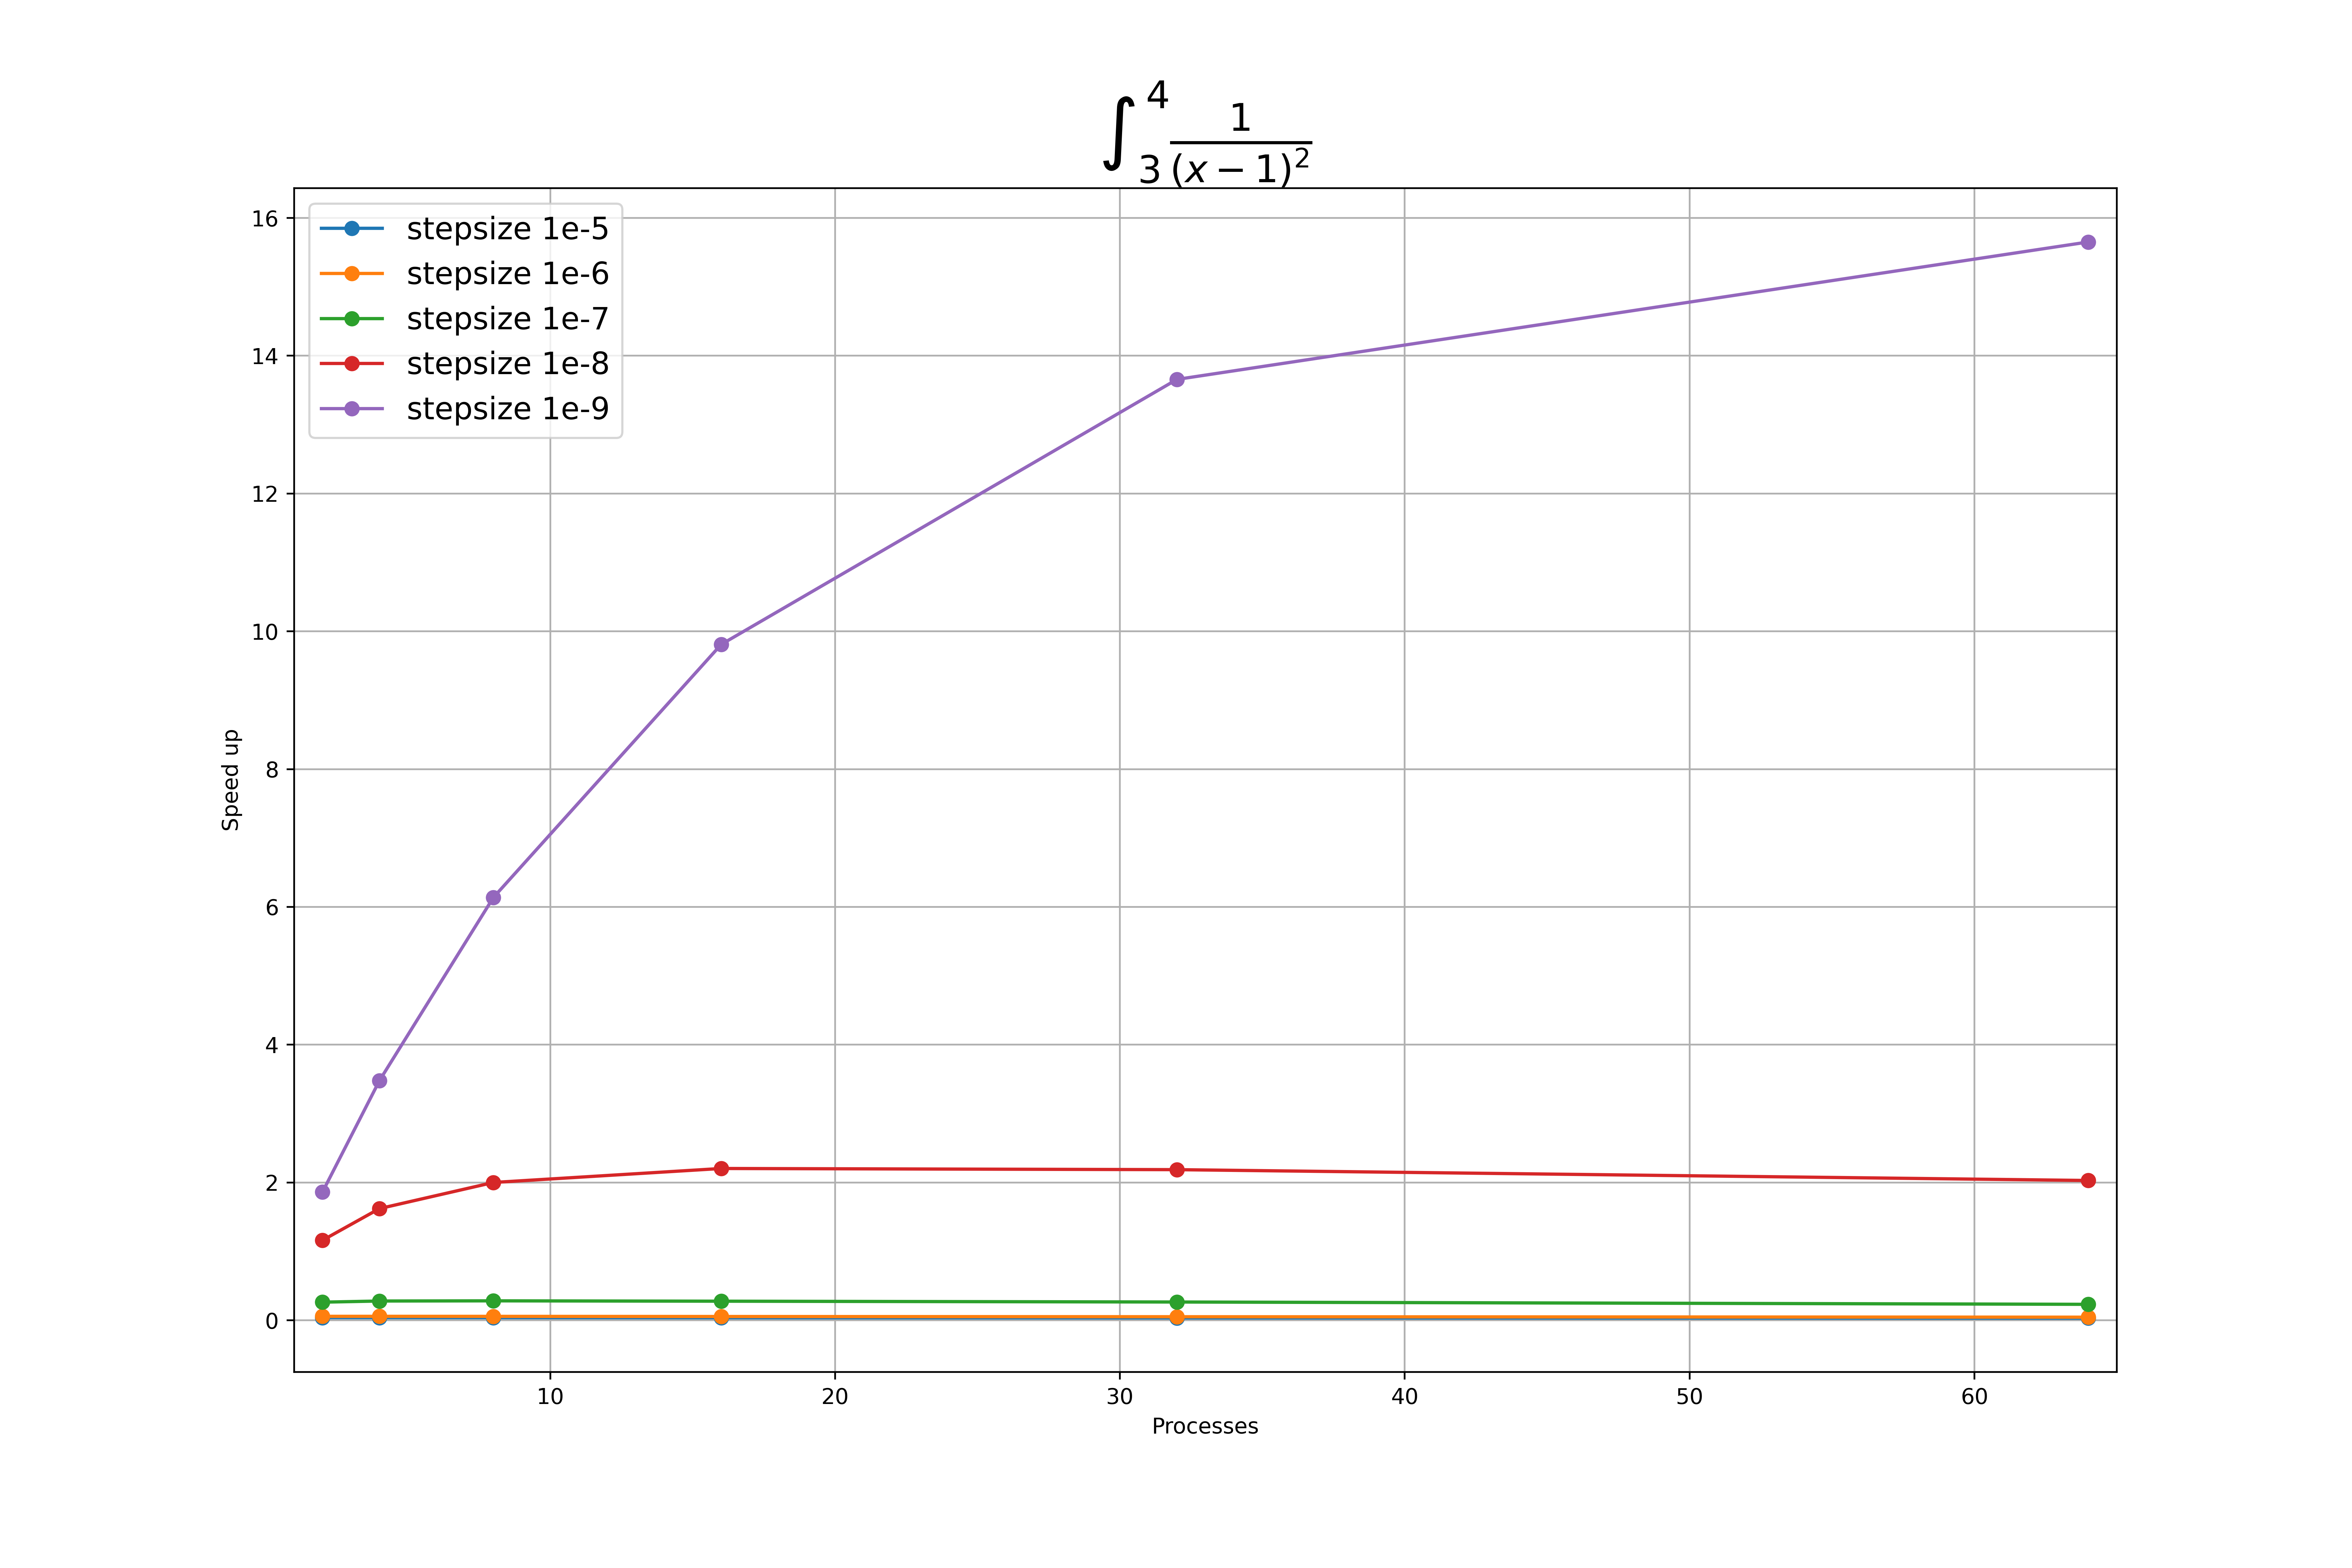 ∫₃⁴ 1/(x − 1)²
stepsize 1e-5
stepsize 1e-6
stepsize 1e-7
stepsize 1e-8
stepsize 1e-9
16
14
12
10
8
6
4
2
0
Speed up
10 20 30 40 50 60
Processes